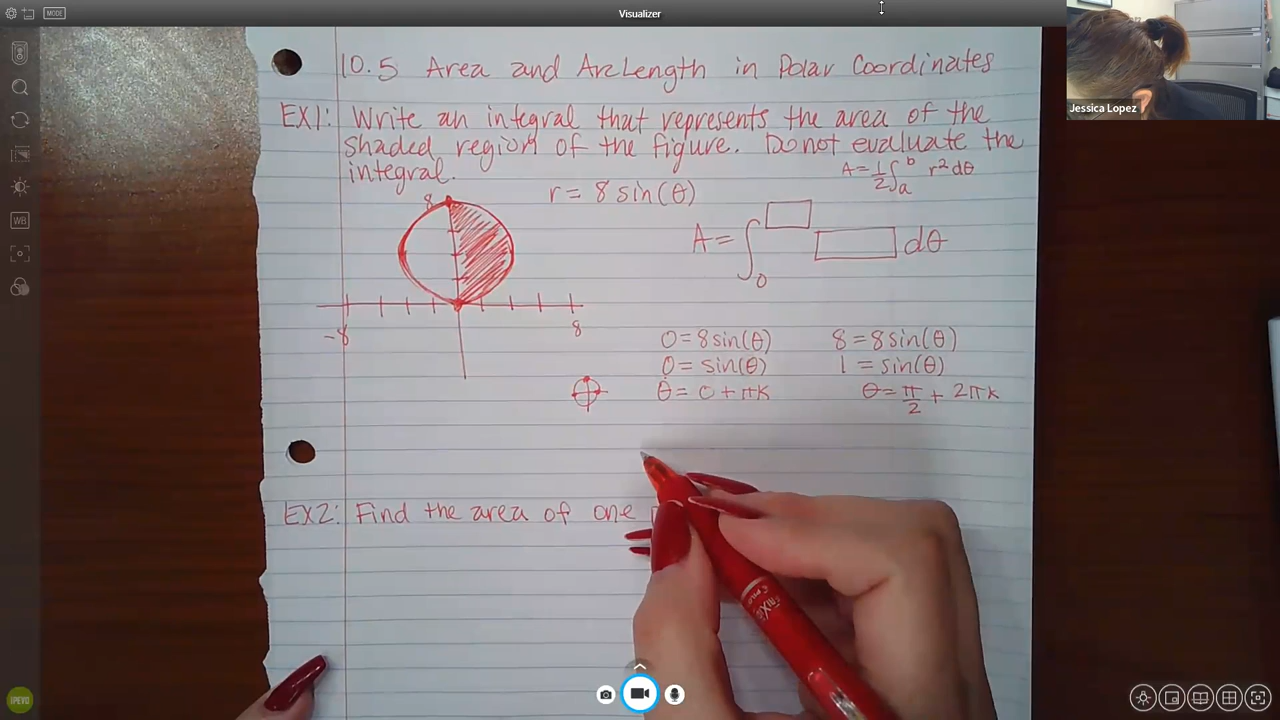 MODE
Visualizer
Jessica Lopez
10.5 Area and Arc Length in Polar Coordinates
EX1: Write an integral that represents the area of the
shaded region of the figure. Do not evaluate the
integral.
A = 1/2 ∫_a^b r² dθ
8
r = 8 sin(θ)
A = ∫_0^□ □ dθ
-8
8
0 = 8 sin(θ)
0 = sin(θ)
θ = 0 + πk
8 = 8 sin(θ)
1 = sin(θ)
θ = π/2 + 2πk
EX2: Find the area of one
WB
IPEVO